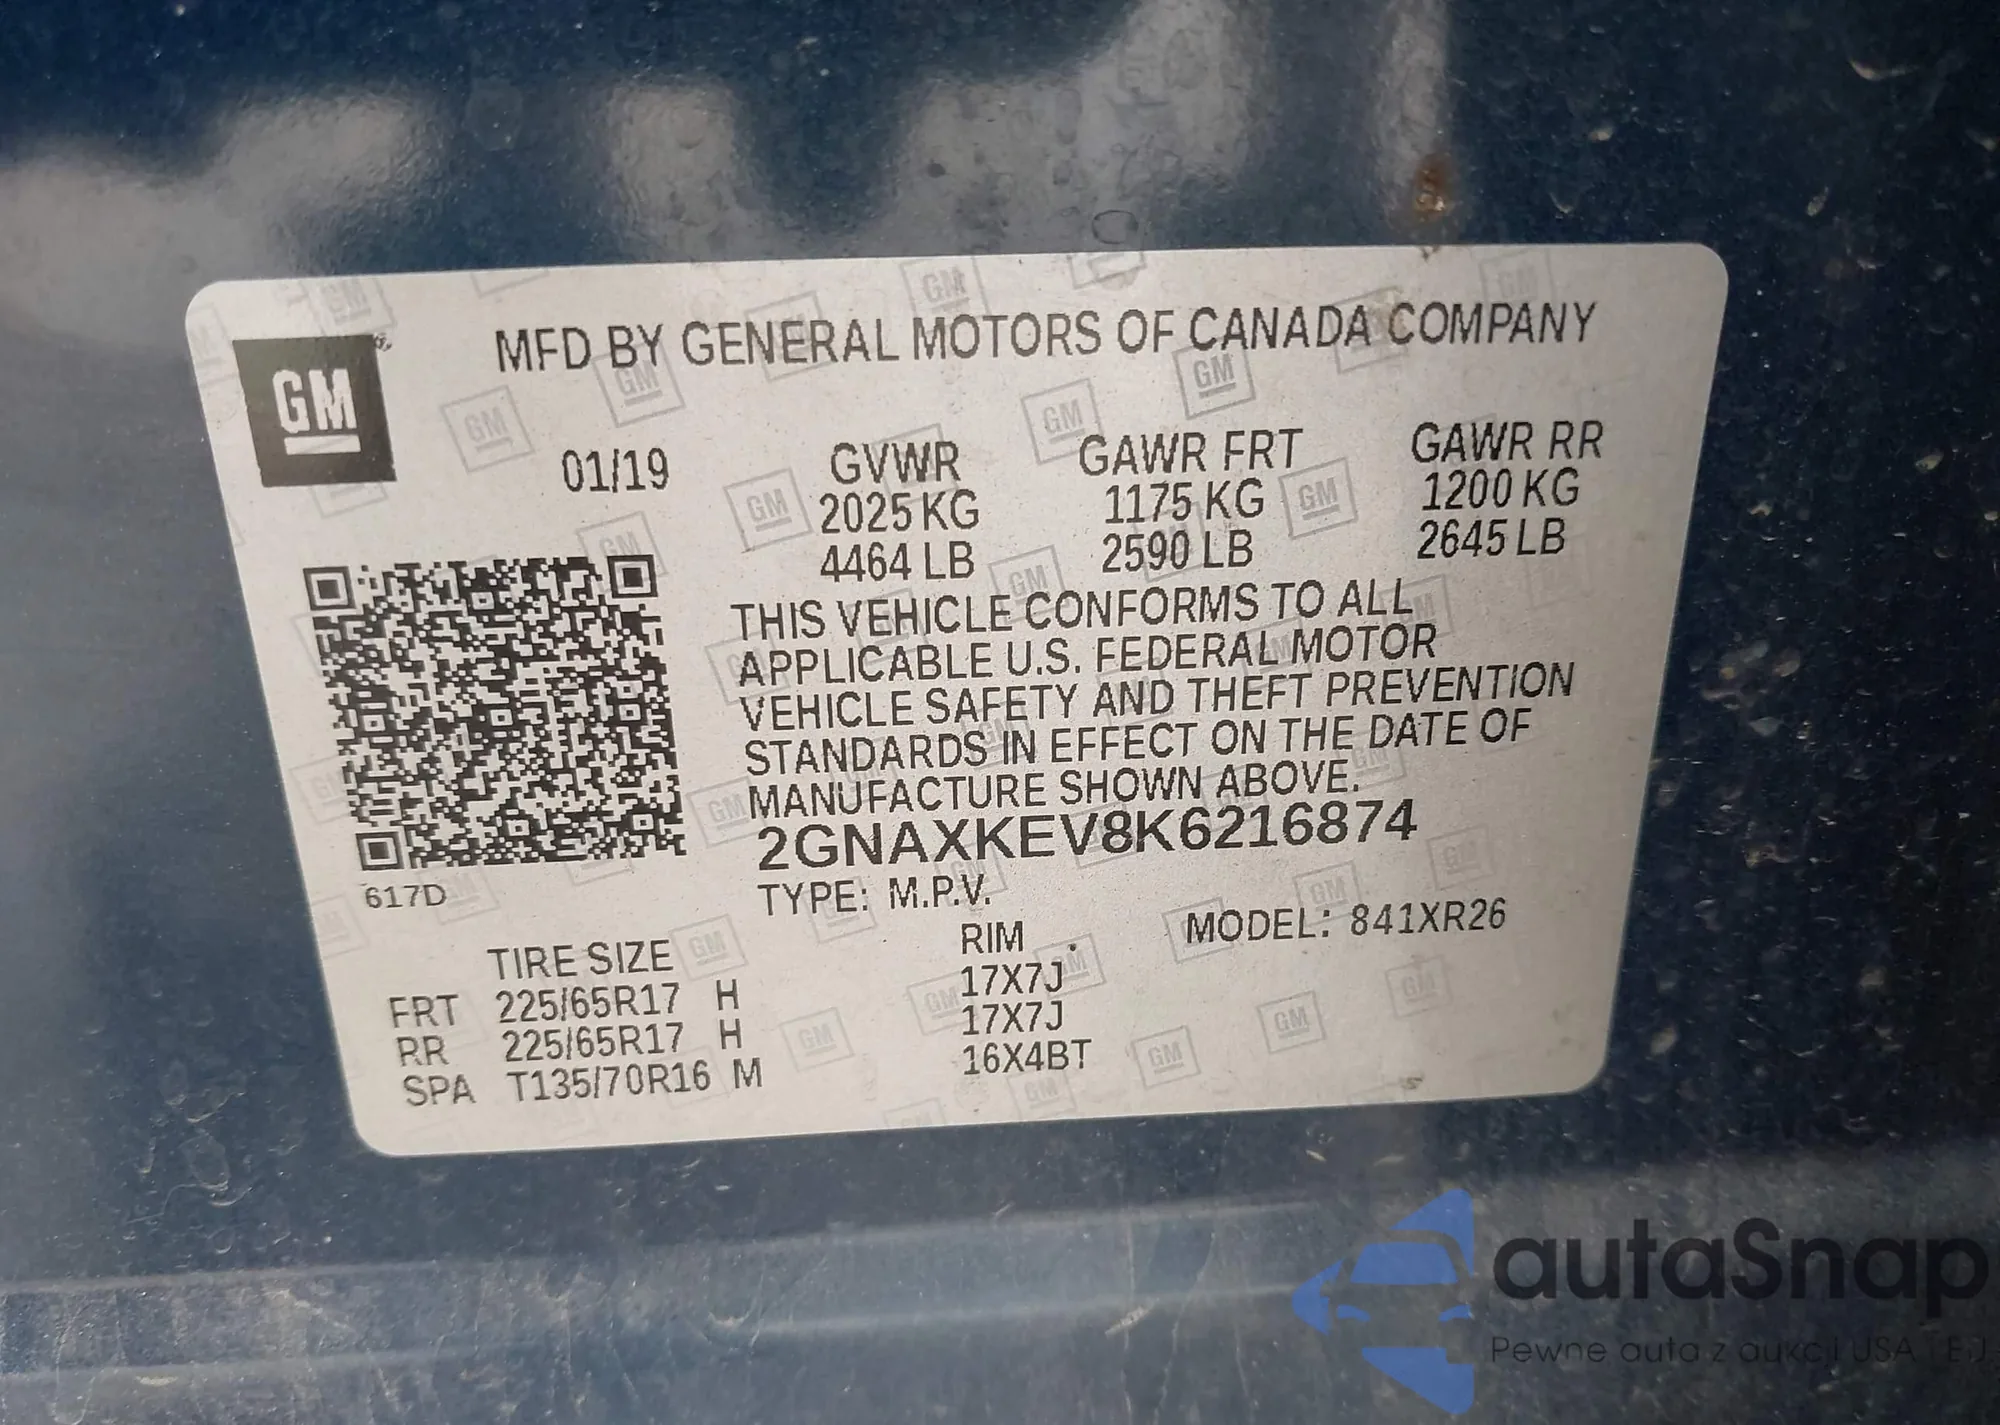 GM
MFD BY GENERAL MOTORS OF CANADA COMPANY
01/19
GVWR GAWR FRT GAWR RR
2025 KG 1175 KG 1200 KG
4464 LB 2590 LB 2645 LB
THIS VEHICLE CONFORMS TO ALL
APPLICABLE U.S. FEDERAL MOTOR
VEHICLE SAFETY AND THEFT PREVENTION
STANDARDS IN EFFECT ON THE DATE OF
MANUFACTURE SHOWN ABOVE.
2GNAXKEV8K6216874
617D
TYPE: M.P.V.
MODEL: 841XR26
TIRE SIZE RIM
FRT 225/65R17 H 17X7J
RR 225/65R17 H 17X7J
SPA T135/70R16 M 16X4BT
autaSnap
Pewne auta z aukcji USA i EU